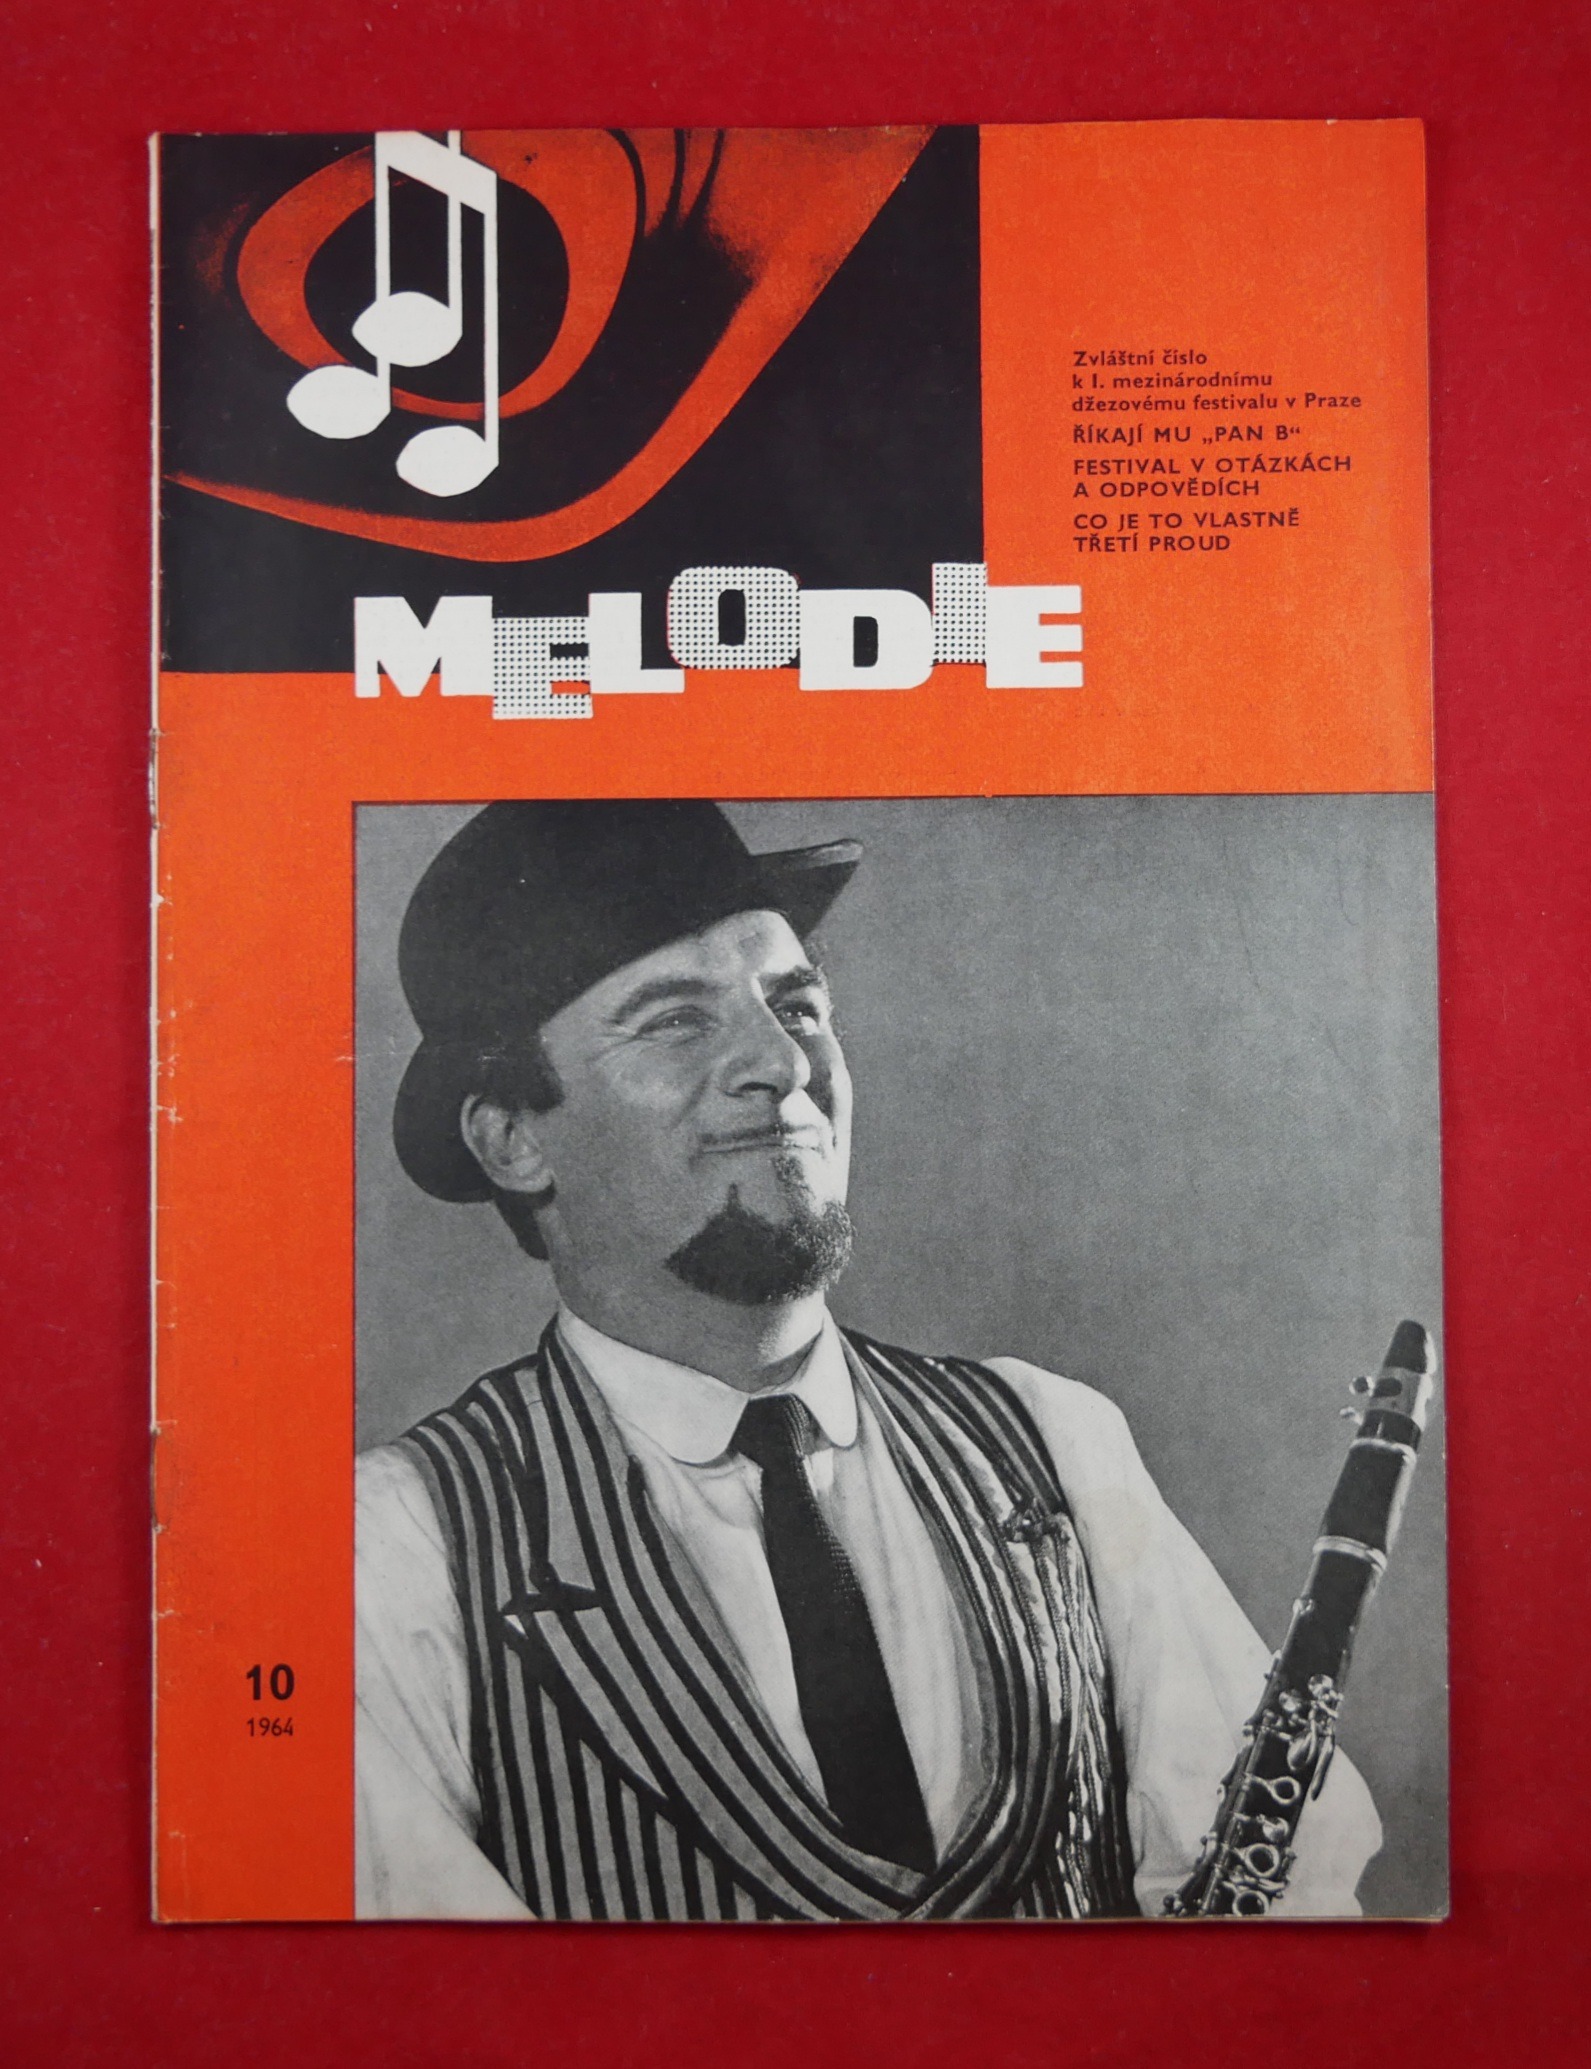 Zvláštní číslo
k I. mezinárodnímu
džezovému festivalu v Praze
ŘÍKAJÍ MU „PAN B“
FESTIVAL V OTÁZKÁCH
A ODPOVĚDÍCH
CO JE TO VLASTNĚ
TŘETÍ PROUD
MELODIE
10
1964